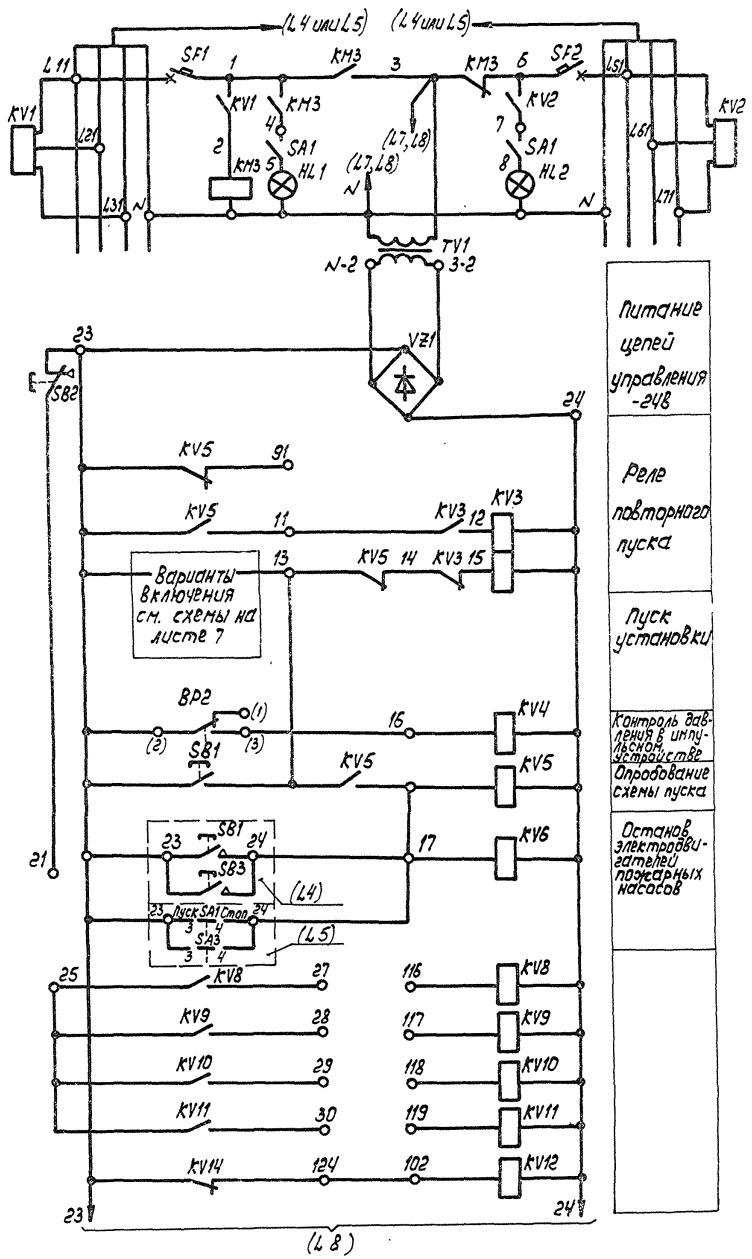 (L4 или L5) (L4 или L5)
L11 SF1 1 KM3 3 KM3 6 SF2 L51
KV1 KV1 KM3 KV2 KV2
4 7
L21 2 SA1 (L7, L8) SA1 L61
KM3 5 HL1 (L7, L8) 8 HL2
L31 N N N L71
TV1
N-2 3-2
23 VZ1
SB2
24
Питание
цепей
управления
-24В
KV5 91
KV5 11 KV3 12 KV3
13 KV5 14 KV3 15
Реле
повторного
пуска
Варианты
включения
см. схемы на
листе 7
Пуск
установки
BP2 (1)
(2) (3) 16 KV4
Контроль дав-
ления в импу-
льсном
устройстве
SB1 KV5 KV5
Опробование
схемы пуска
23 SB1 24 17 KV6
SB3
21 (L4)
Останов
электродви-
гателей
пожарных
насосов
23 Пуск SA1 Стоп 24
3 4
SA3
3 4
(L5)
25 KV8 27 116 KV8
KV9 28 117 KV9
KV10 29 118 KV10
KV11 30 119 KV11
KV14 124 102 KV12
23 24
(L8)